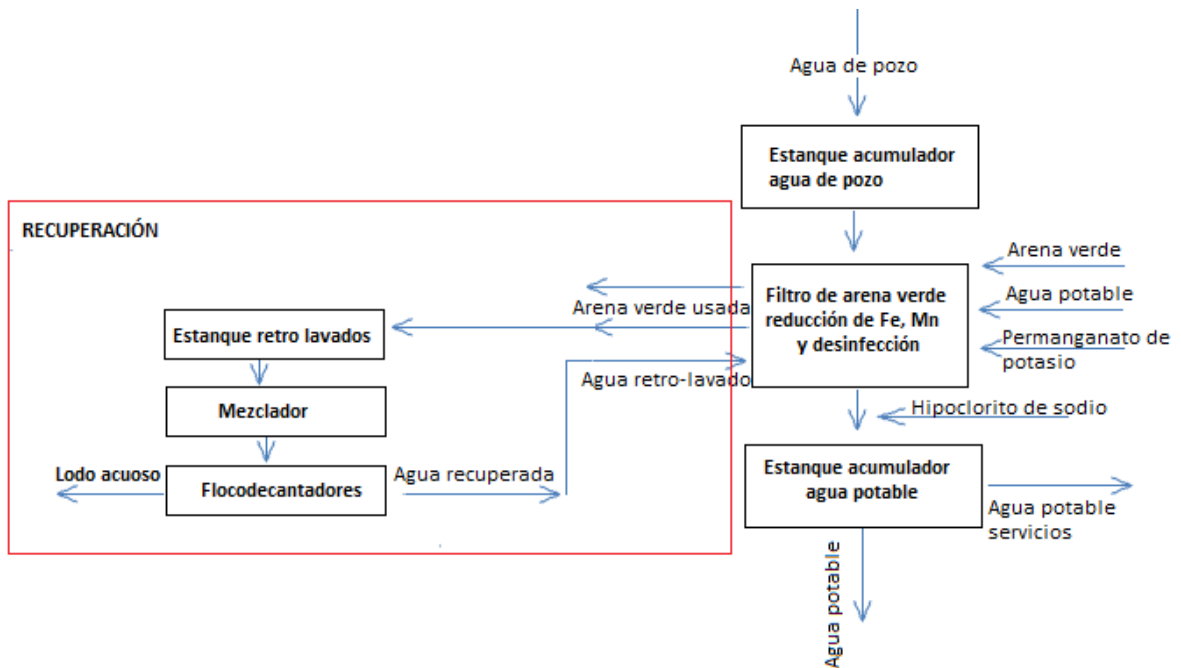 Agua de pozo
Estanque acumulador
agua de pozo
RECUPERACIÓN
Arena verde
Filtro de arena verde
reducción de Fe, Mn
y desinfección
Agua potable
Arena verde usada
Permanganato de
potasio
Estanque retro lavados
Agua retro-lavado
Mezclador
Hipoclorito de sodio
Lodo acuoso
Flocodecantadores
Agua recuperada
Estanque acumulador
agua potable
Agua potable
servicios
Agua potable